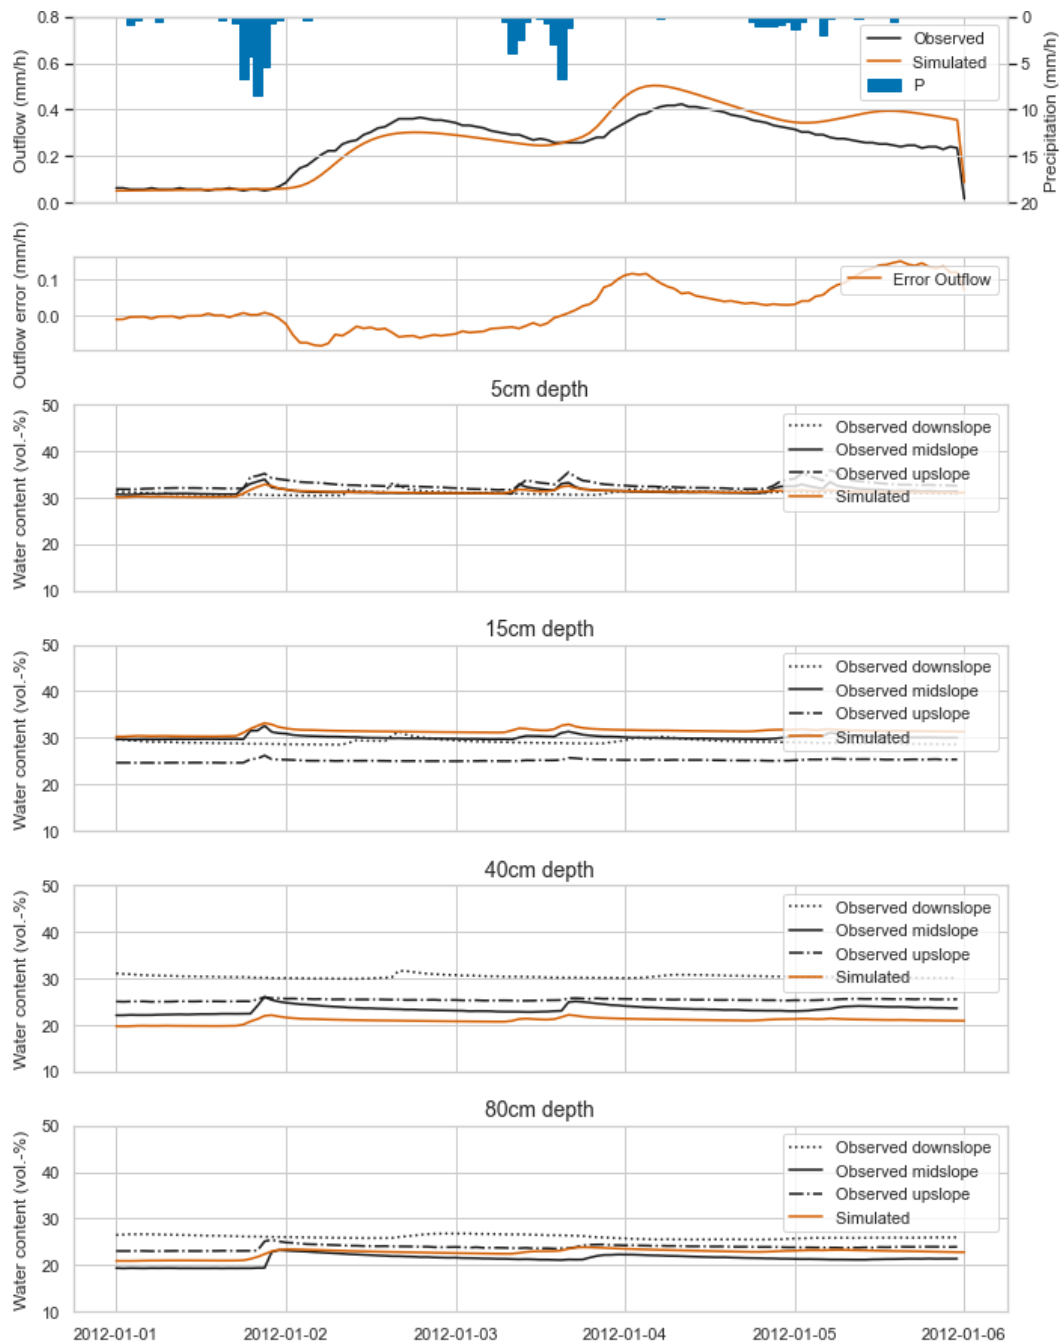 0.8
0.6
0.4
0.2
0.0
Outflow (mm/h)
Observed
Simulated
P
0
5
10
15
20
Precipitation (mm/h)
0.1
0.0
Outflow error (mm/h)
Error Outflow
5cm depth
50
40
30
20
10
Water content (vol.-%)
Observed downslope
Observed midslope
Observed upslope
Simulated
15cm depth
50
40
30
20
10
Water content (vol.-%)
Observed downslope
Observed midslope
Observed upslope
Simulated
40cm depth
50
40
30
20
10
Water content (vol.-%)
Observed downslope
Observed midslope
Observed upslope
Simulated
80cm depth
50
40
30
20
10
Water content (vol.-%)
Observed downslope
Observed midslope
Observed upslope
Simulated
2012-01-01 2012-01-02 2012-01-03 2012-01-04 2012-01-05 2012-01-06